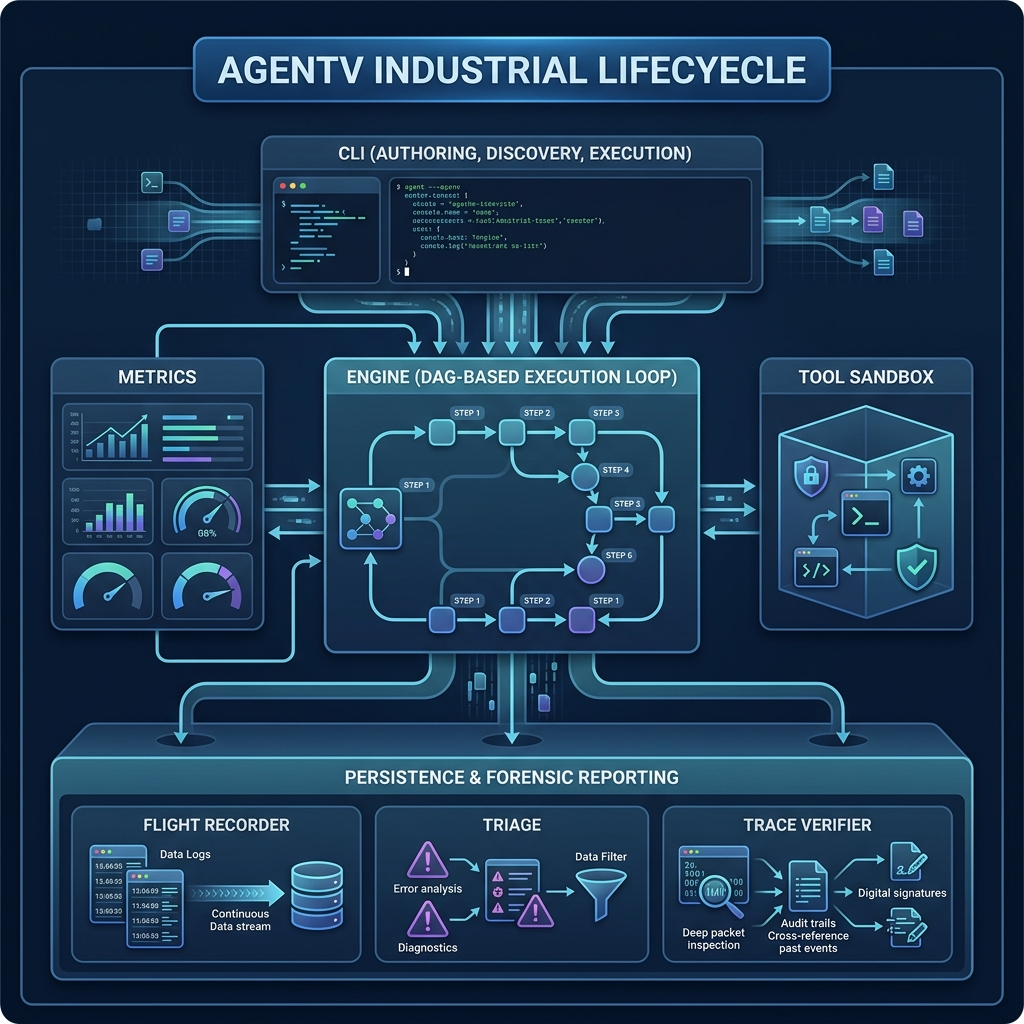 AGENTV INDUSTRIAL LIFECYECLE
CLI (AUTHORING, DISCOVERY, EXECUTION)
$
$
METRICS
68%
ENGINE (DAG-BASED EXECUTION LOOP)
STEP 1
STEP 2
STEP 5
STEP 4
STEP 1
STEP 3
STEP 6
STEP 1
STEP 2
STEP 1
TOOL SANDBOX
>_
</>
PERSISTENCE & FORENSIC REPORTING
FLIGHT RECORDER
Data Logs
Continuous
Data stream
TRIAGE
Error analysis
Diagnostics
Data Filter
TRACE VERIFIER
Deep packet
inspection
Audit trails
Cross-reference
past events
Digital signatures